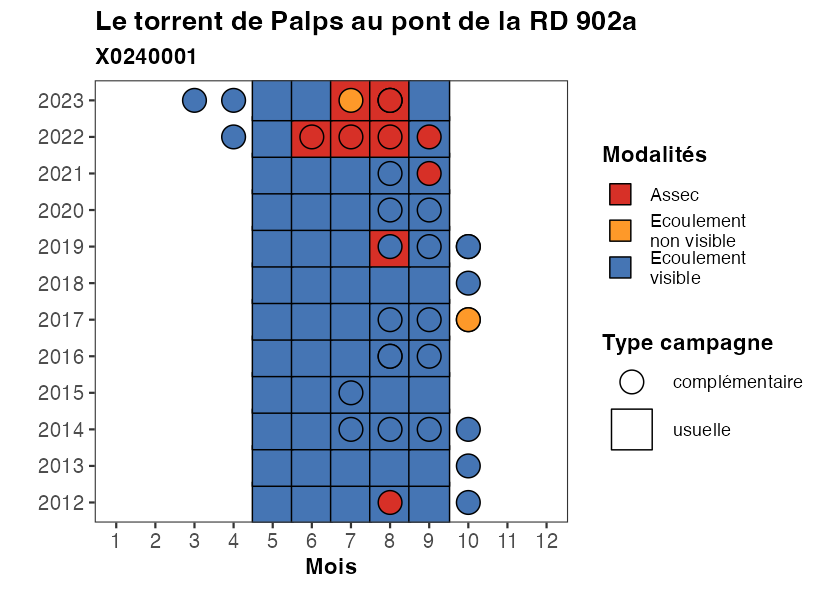 Le torrent de Palps au pont de la RD 902a
X0240001
2023
2022
2021
2020
2019
2018
2017
2016
2015
2014
2013
2012
1 2 3 4 5 6 7 8 9 10 11 12
Mois
Modalités
Assec
Ecoulement
non visible
Ecoulement
visible
Type campagne
complémentaire
usuelle